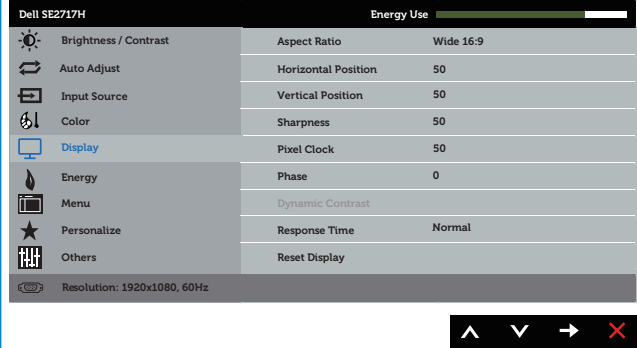 Dell SE2717H Energy Use
Brightness / Contrast Aspect Ratio Wide 16:9
Auto Adjust Horizontal Position 50
Input Source Vertical Position 50
Color Sharpness 50
Display Pixel Clock 50
Energy Phase 0
Menu Dynamic Contrast
Personalize Response Time Normal
Others Reset Display
Resolution: 1920x1080, 60Hz